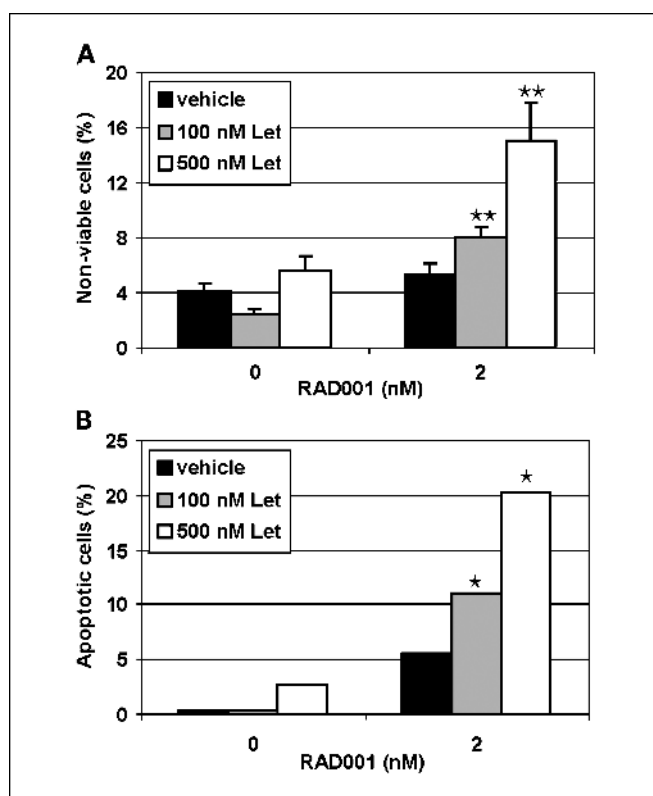 A
20
16
12
8
4
0
Non-viable cells (%)
vehicle
100 nM Let
500 nM Let
★★
★★
0
2
RAD001 (nM)
B
25
20
15
10
5
0
Apoptotic cells (%)
vehicle
100 nM Let
500 nM Let
★
★
0
2
RAD001 (nM)